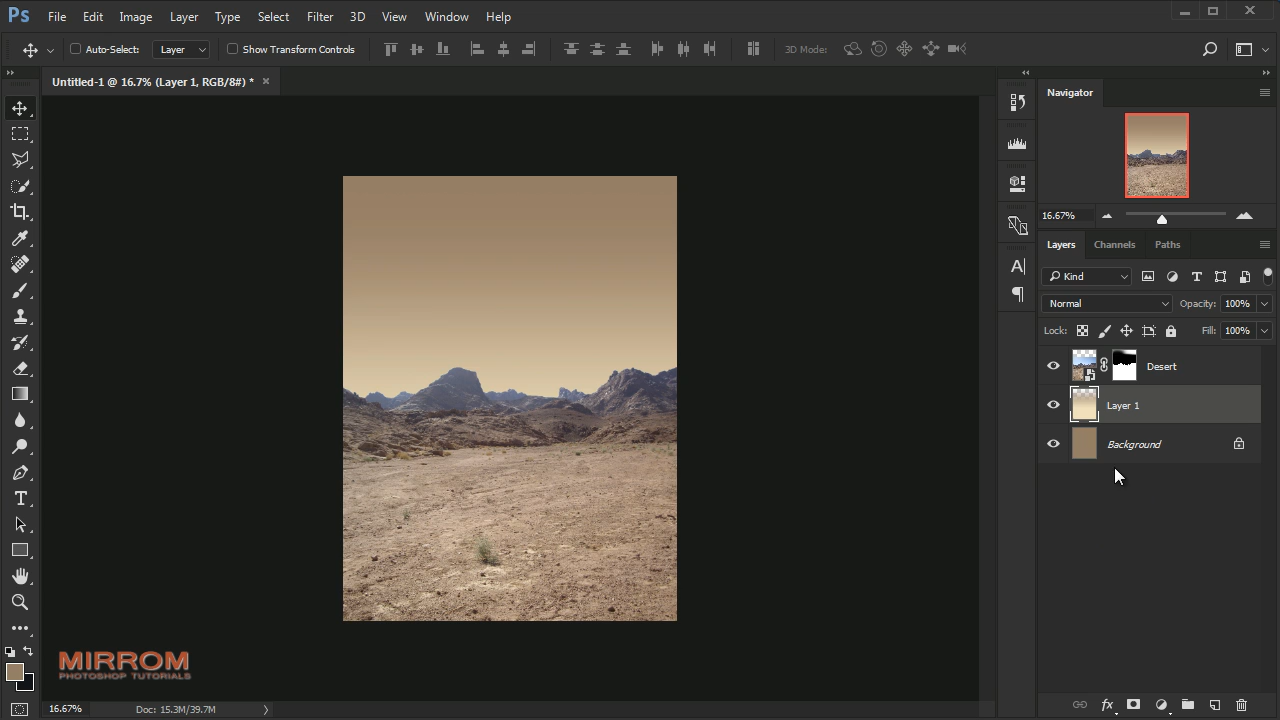 Ps File Edit Image Layer Type Select Filter 3D View Window Help
Auto-Select: Layer Show Transform Controls 3D Mode:
Untitled-1 @ 16.7% (Layer 1, RGB/8#) *
Navigator
16.67%
Layers Channels Paths
Kind
Normal Opacity: 100%
Lock: Fill: 100%
Desert
Layer 1
Background
MIRROM
PHOTOSHOP TUTORIALS
16.67% Doc: 15.3M/39.7M